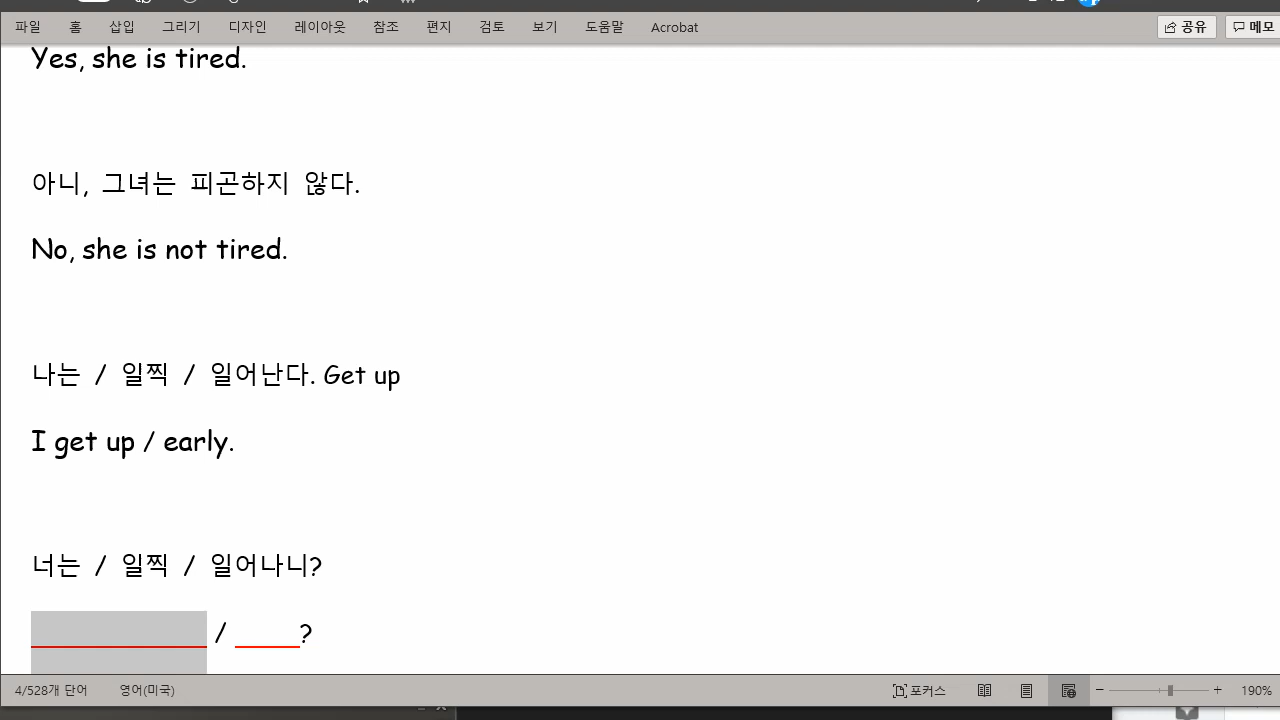 파일 홈 삽입 그리기 디자인 레이아웃 참조 편지 검토 보기 도움말 Acrobat 공유 메모
Yes, she is tired.
아니, 그녀는 피곤하지 않다.
No, she is not tired.
나는 / 일찍 / 일어난다. Get up
I get up / early.
너는 / 일찍 / 일어나니?
/ ?
4/528개 단어 영어(미국) 포커스 190%